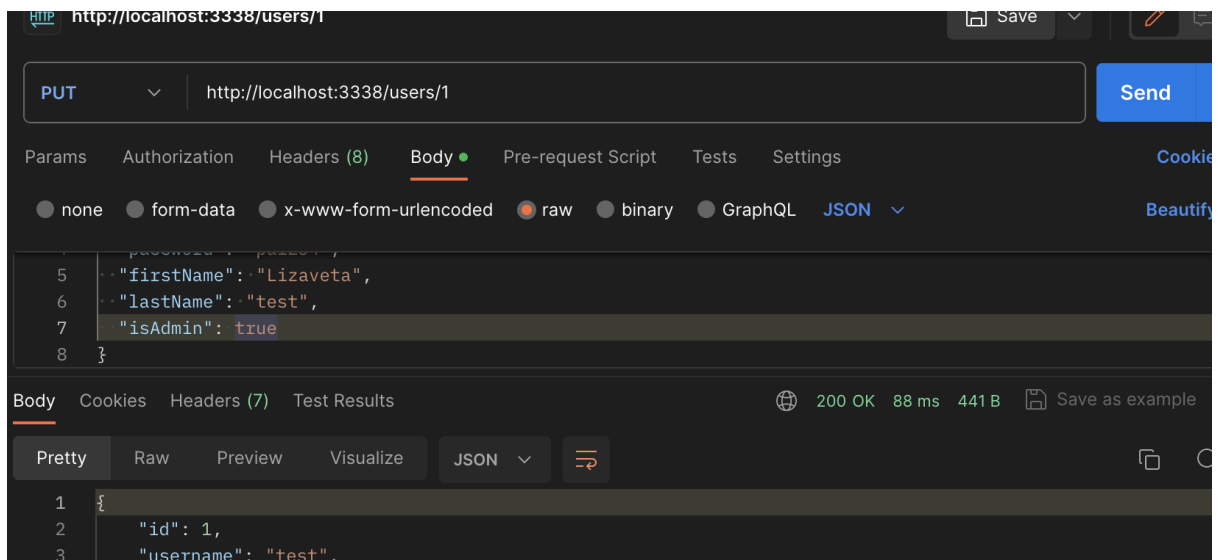 HTTP http://localhost:3338/users/1 Save
PUT http://localhost:3338/users/1 Send
Params Authorization Headers (8) Body Pre-request Script Tests Settings Cookie
none form-data x-www-form-urlencoded raw binary GraphQL JSON Beautify
5 "firstName": "Lizaveta",
6 "lastName": "test",
7 "isAdmin": true
8 }
Body Cookies Headers (7) Test Results 200 OK 88 ms 441 B Save as example
Pretty Raw Preview Visualize JSON
1 {
2 "id": 1,
3 "username": "test",